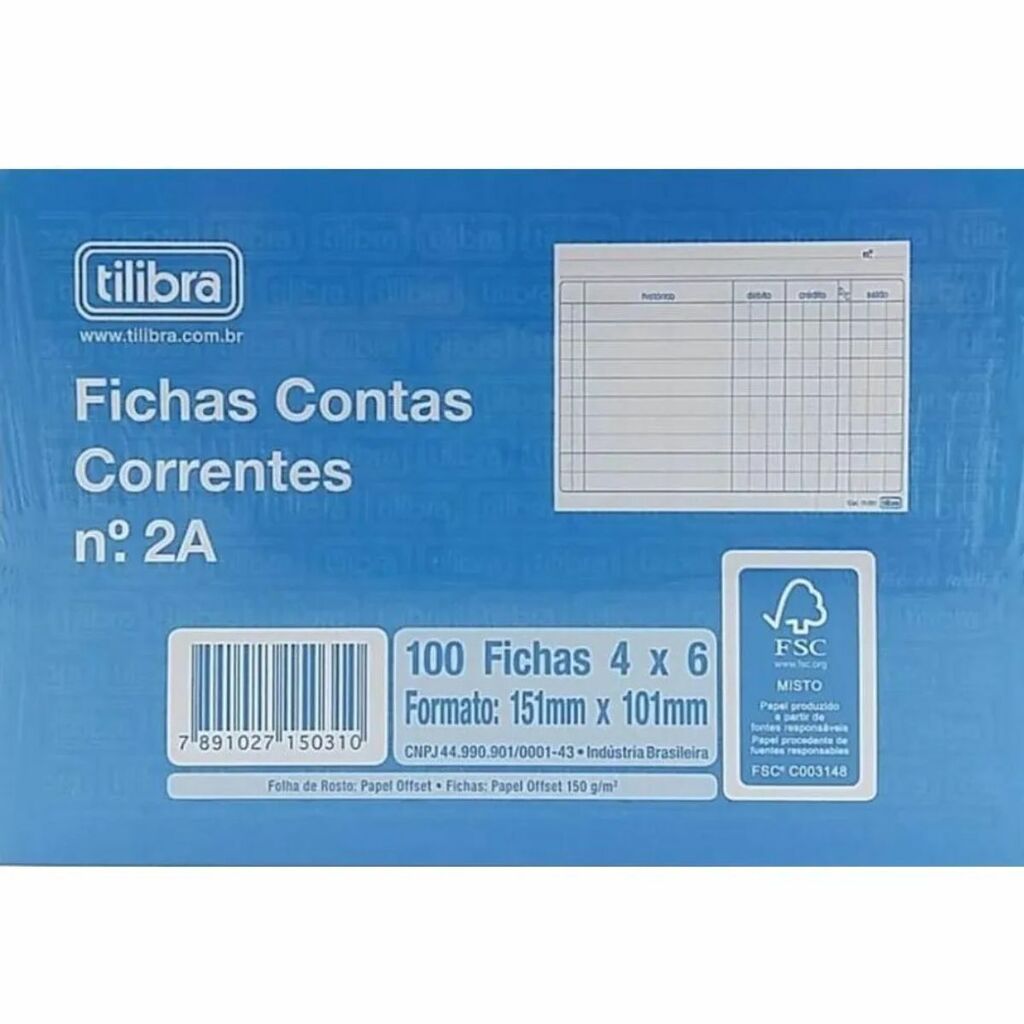 tilibra
www.tilibra.com.br
Fichas Contas
Correntes
nº 2A
nº
histórico débito crédito saldo
tilibra
7 891027 150310
100 Fichas 4 x 6
Formato: 151mm x 101mm
CNPJ 44.990.901/0001-43 • Indústria Brasileira
Folha de Rosto: Papel Offset • Fichas: Papel Offset 150 g/m²
FSC
www.fsc.org
MISTO
Papel produzido
a partir de
fontes responsáveis
Papel procedente de
fuentes responsables
FSC® C003148